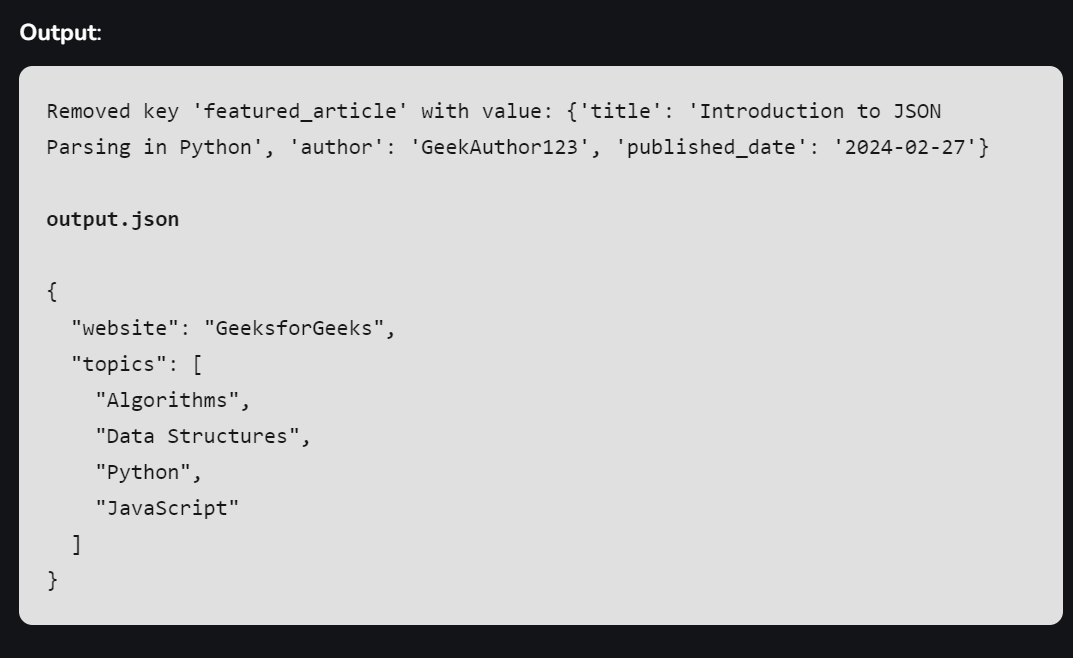 Output:
Removed key 'featured_article' with value: {'title': 'Introduction to JSON
Parsing in Python', 'author': 'GeekAuthor123', 'published_date': '2024-02-27'}
output.json
{
  "website": "GeeksforGeeks",
  "topics": [
    "Algorithms",
    "Data Structures",
    "Python",
    "JavaScript"
  ]
}